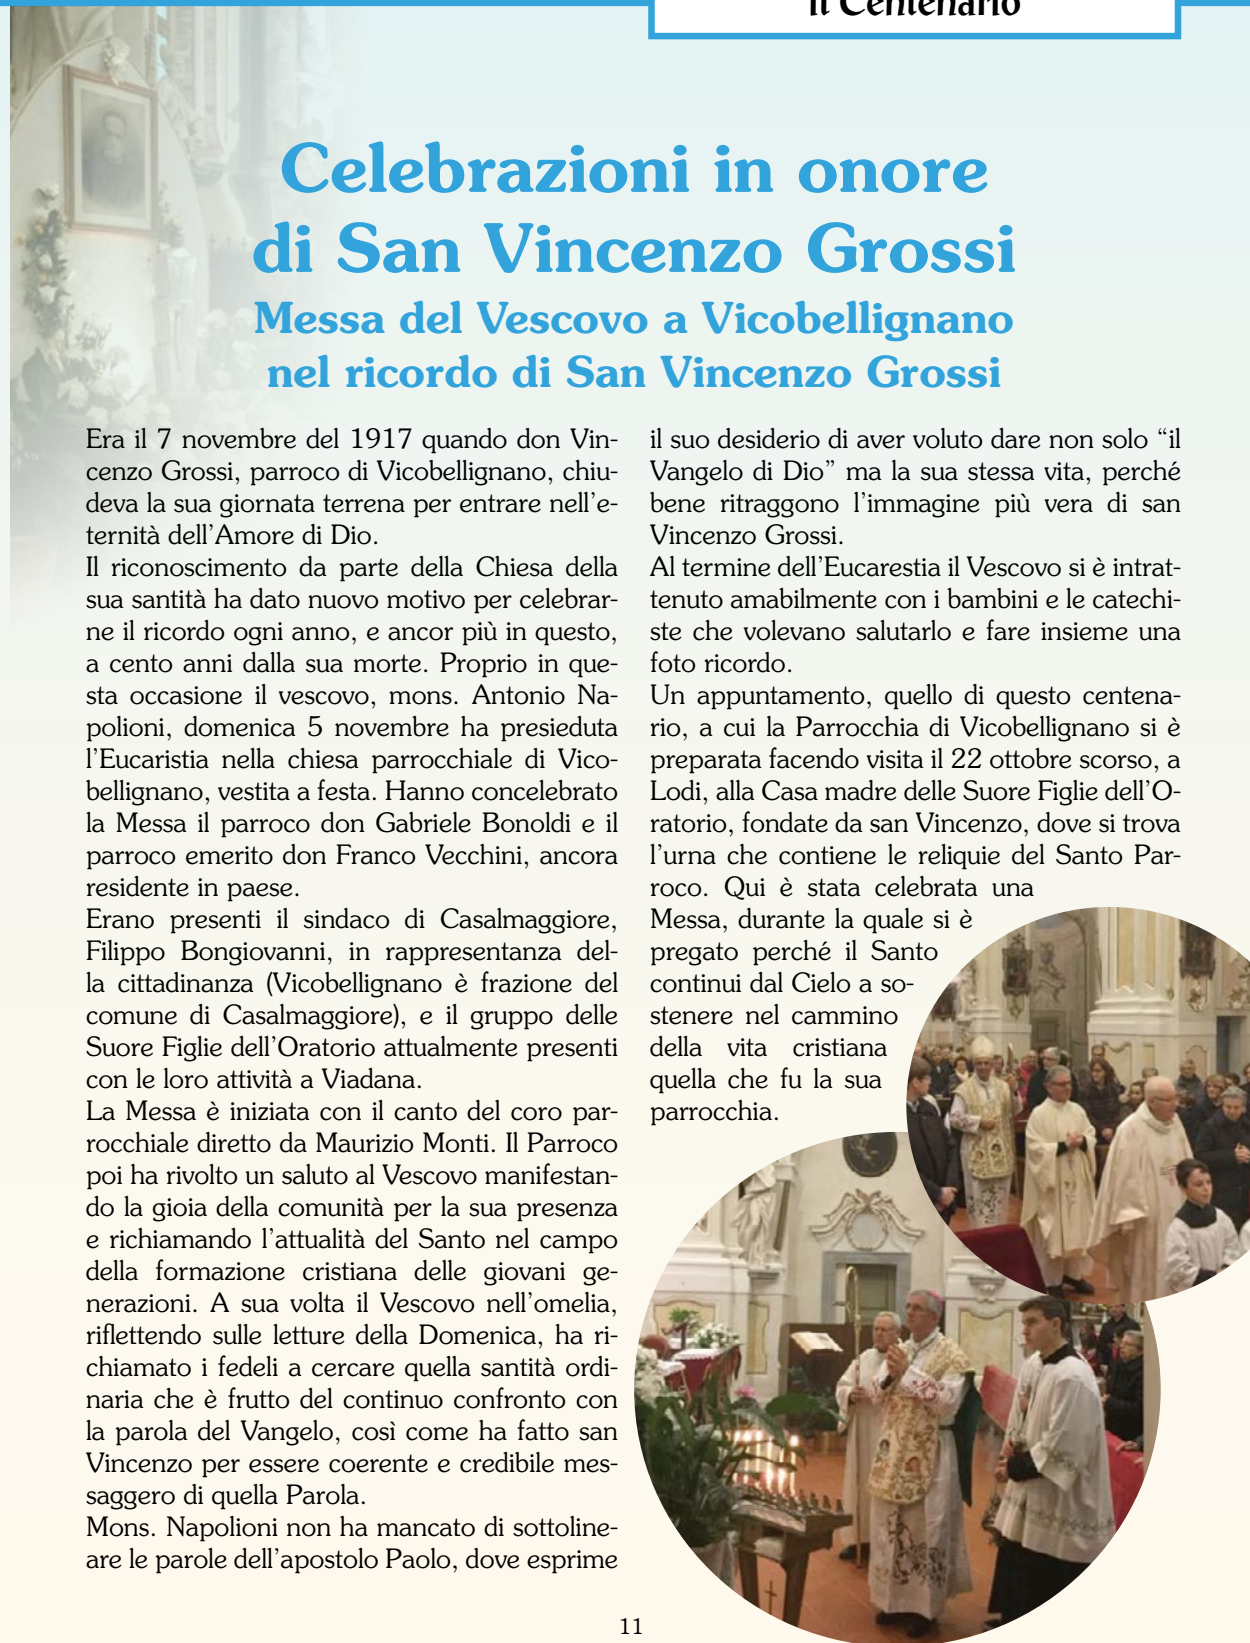 Il Centenario
Celebrazioni in onore
di San Vincenzo Grossi
Messa del Vescovo a Vicobellignano
nel ricordo di San Vincenzo Grossi
Era il 7 novembre del 1917 quando don Vin-
cenzo Grossi, parroco di Vicobellignano, chiu-
deva la sua giornata terrena per entrare nell'e-
ternità dell'Amore di Dio.
Il riconoscimento da parte della Chiesa della
sua santità ha dato nuovo motivo per celebrar-
ne il ricordo ogni anno, e ancor più in questo,
a cento anni dalla sua morte. Proprio in que-
sta occasione il vescovo, mons. Antonio Na-
polioni, domenica 5 novembre ha presieduta
l'Eucaristia nella chiesa parrocchiale di Vico-
bellignano, vestita a festa. Hanno concelebrato
la Messa il parroco don Gabriele Bonoldi e il
parroco emerito don Franco Vecchini, ancora
residente in paese.
Erano presenti il sindaco di Casalmaggiore,
Filippo Bongiovanni, in rappresentanza del-
la cittadinanza (Vicobellignano è frazione del
comune di Casalmaggiore), e il gruppo delle
Suore Figlie dell'Oratorio attualmente presenti
con le loro attività a Viadana.
La Messa è iniziata con il canto del coro par-
rocchiale diretto da Maurizio Monti. Il Parroco
poi ha rivolto un saluto al Vescovo manifestan-
do la gioia della comunità per la sua presenza
e richiamando l'attualità del Santo nel campo
della formazione cristiana delle giovani ge-
nerazioni. A sua volta il Vescovo nell'omelia,
riflettendo sulle letture della Domenica, ha ri-
chiamato i fedeli a cercare quella santità ordi-
naria che è frutto del continuo confronto con
la parola del Vangelo, così come ha fatto san
Vincenzo per essere coerente e credibile mes-
saggero di quella Parola.
Mons. Napolioni non ha mancato di sottoline-
are le parole dell'apostolo Paolo, dove esprime
il suo desiderio di aver voluto dare non solo “il
Vangelo di Dio” ma la sua stessa vita, perché
bene ritraggono l'immagine più vera di san
Vincenzo Grossi.
Al termine dell'Eucarestia il Vescovo si è intrat-
tenuto amabilmente con i bambini e le catechi-
ste che volevano salutarlo e fare insieme una
foto ricordo.
Un appuntamento, quello di questo centena-
rio, a cui la Parrocchia di Vicobellignano si è
preparata facendo visita il 22 ottobre scorso, a
Lodi, alla Casa madre delle Suore Figlie dell'O-
ratorio, fondate da san Vincenzo, dove si trova
l'urna che contiene le reliquie del Santo Par-
roco. Qui è stata celebrata una
Messa, durante la quale si è
pregato perché il Santo
continui dal Cielo a so-
stenere nel cammino
della vita cristiana
quella che fu la sua
parrocchia.
11